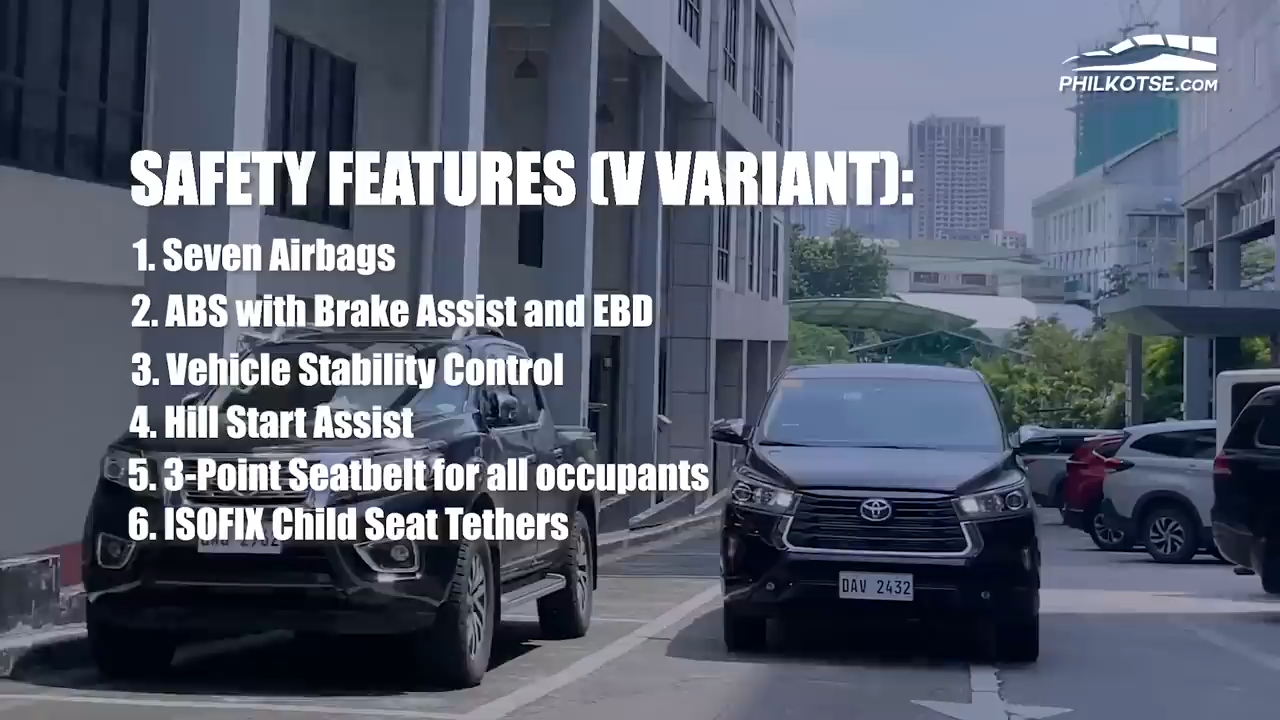 PHILKOTSE.COM
SAFETY FEATURES (V VARIANT):
1. Seven Airbags
2. ABS with Brake Assist and EBD
3. Vehicle Stability Control
4. Hill Start Assist
5. 3-Point Seatbelt for all occupants
6. ISOFIX Child Seat Tethers
DAV 2432